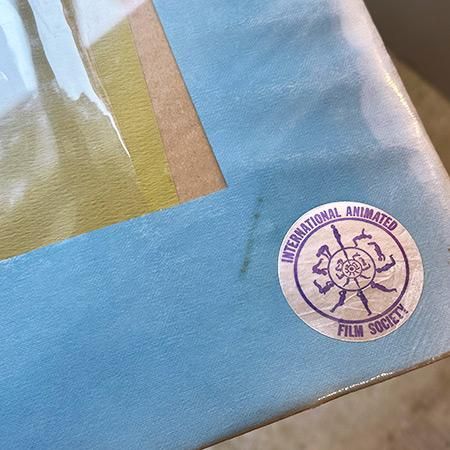 INTERNATIONAL ANIMATED
FILM SOCIETY